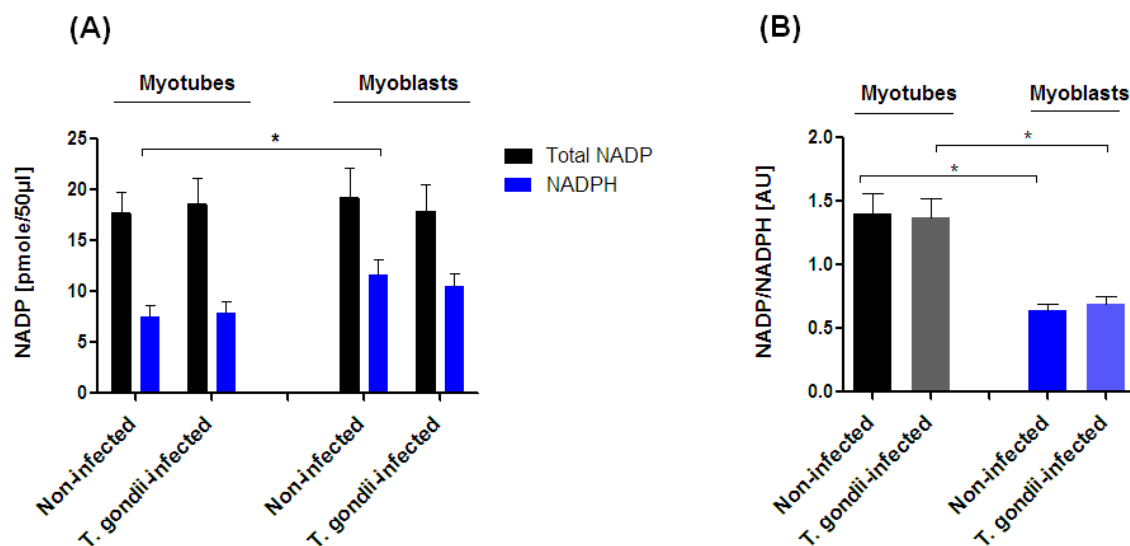 (A)
Myotubes
Myoblasts
*
25
20
15
10
5
0
NADP [pmole/50µl]
Total NADP
NADPH
Non-infected
T. gondii-infected
Non-infected
T. gondii-infected
(B)
Myotubes
Myoblasts
*
*
2.0
1.5
1.0
0.5
0.0
NADP/NADPH [AU]
Non-infected
T. gondii-infected
Non-infected
T. gondii-infected